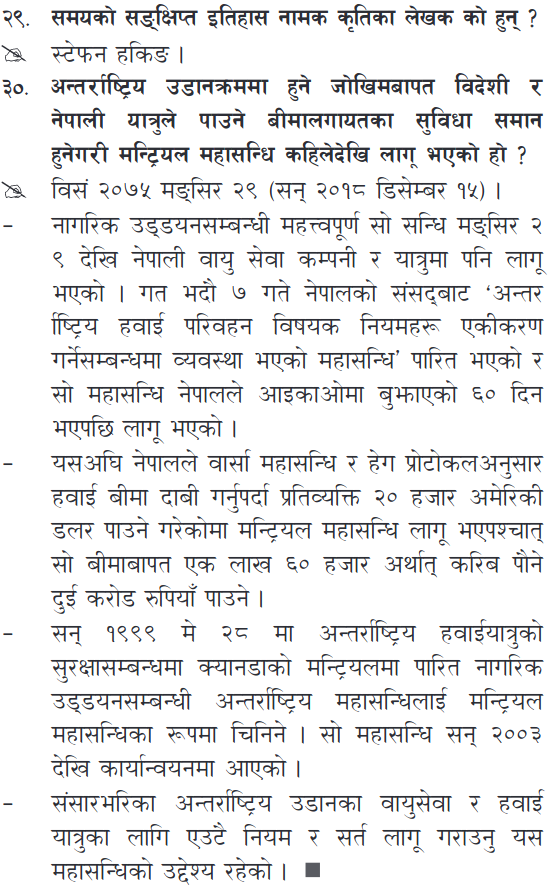 २९. समयको सङ्क्षिप्त इतिहास नामक कृतिका लेखक को हुन् ?
स्टेफन हकिङ ।
३०. अन्तर्राष्ट्रिय उडानक्रममा हुने जोखिमबापत विदेशी र
नेपाली यात्रुले पाउने बीमालगायतका सुविधा समान
हुनेगरी मन्ट्रियल महासन्धि कहिलेदेखि लागू भएको हो ?
विसं २०७५ मङ्सिर २९ (सन् २०१८ डिसेम्बर १५) ।
– नागरिक उड्डयनसम्बन्धी महत्त्वपूर्ण सो सन्धि मङ्सिर २
९ देखि नेपाली वायु सेवा कम्पनी र यात्रुमा पनि लागू
भएको । गत भदौ ७ गते नेपालको संसद्बाट ‘अन्तर
्राष्ट्रिय हवाई परिवहन विषयक नियमहरू एकीकरण
गर्नेसम्बन्धमा व्यवस्था भएको महासन्धि’ पारित भएको र
सो महासन्धि नेपालले आइकाओमा बुझाएको ६० दिन
भएपछि लागू भएको ।
– यसअघि नेपालले वार्सा महासन्धि र हेग प्रोटोकलअनुसार
हवाई बीमा दाबी गर्नुपर्दा प्रतिव्यक्ति २० हजार अमेरिकी
डलर पाउने गरेकोमा मन्ट्रियल महासन्धि लागू भएपश्चात्
सो बीमाबापत एक लाख ६० हजार अर्थात् करिब पौने
दुई करोड रुपियाँ पाउने ।
– सन् १९९९ मे २८ मा अन्तर्राष्ट्रिय हवाईयात्रुको
सुरक्षासम्बन्धमा क्यानडाको मन्ट्रियलमा पारित नागरिक
उड्डयनसम्बन्धी अन्तर्राष्ट्रिय महासन्धिलाई मन्ट्रियल
महासन्धिका रूपमा चिनिने । सो महासन्धि सन् २००३
देखि कार्यान्वयनमा आएको ।
– संसारभरिका अन्तर्राष्ट्रिय उडानका वायुसेवा र हवाई
यात्रुका लागि एउटै नियम र सर्त लागू गराउनु यस
महासन्धिको उद्देश्य रहेको ।